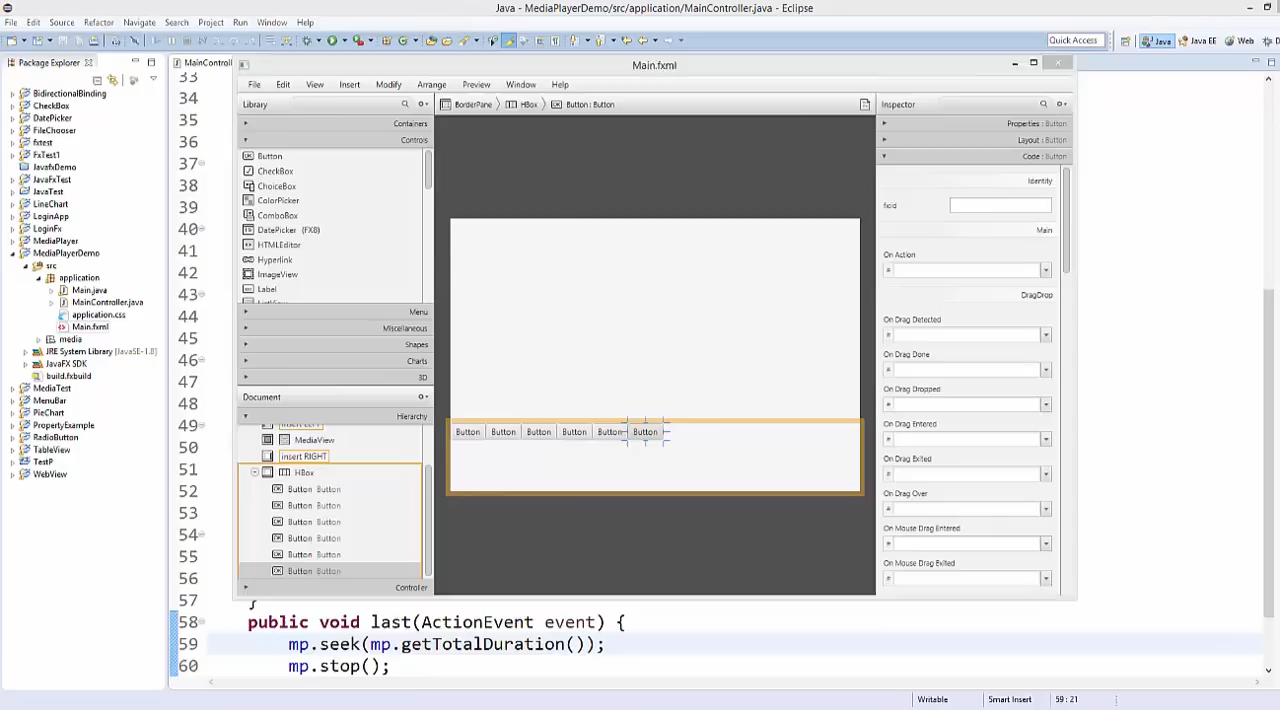 Java - MediaPlayerDemo/src/application/MainController.java - Eclipse
File Edit Source Refactor Navigate Search Project Run Window Help
Quick Access
Java
Java EE
Web
Package Explorer
BidirectionalBinding
CheckBox
DatePicker
FileChooser
fxtest
FxTest1
JavafxDemo
JavaFxTest
JavaTest
LineChart
LoginApp
LoginFx
MediaPlayer
MediaPlayerDemo
src
application
Main.java
MainController.java
application.css
Main.fxml
media
JRE System Library [JavaSE-1.8]
JavaFX SDK
build.fxbuild
MediaTest
MenuBar
PieChart
PropertyExample
RadioButton
TableView
TestP
WebView
MainControll
33
34
35
36
37
38
39
40
41
42
43
44
45
46
47
48
49
50
51
52
53
54
55
56
57 }
58 public void last(ActionEvent event) {
59 mp.seek(mp.getTotalDuration());
60 mp.stop();
Main.fxml
File Edit View Insert Modify Arrange Preview Window Help
Library
Containers
Controls
Button
CheckBox
ChoiceBox
ColorPicker
ComboBox
DatePicker (FX8)
HTMLEditor
Hyperlink
ImageView
Label
Menu
Miscellaneous
Shapes
Charts
3D
Document
Hierarchy
insert LEFT
MediaView
insert RIGHT
HBox
Button Button
Button Button
Button Button
Button Button
Button Button
Button Button
Controller
BorderPane HBox Button : Button
Button Button Button Button Button Button
Inspector
Properties : Button
Layout : Button
Code : Button
Identity
fx:id
Main
On Action
#
DragDrop
On Drag Detected
#
On Drag Done
#
On Drag Dropped
#
On Drag Entered
#
On Drag Exited
#
On Drag Over
#
On Mouse Drag Entered
#
On Mouse Drag Exited
#
Writable
Smart Insert
59 : 21